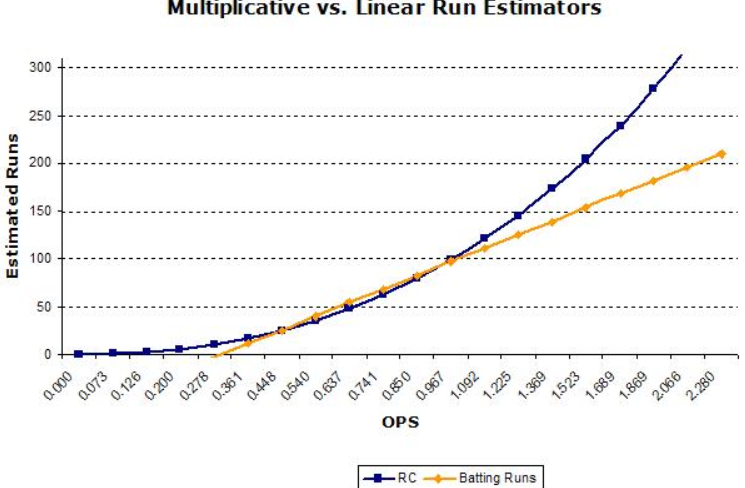 Multiplicative vs. Linear Run Estimators
300
250
200
150
100
50
0
Estimated Runs
0.000 0.073 0.126 0.200 0.278 0.361 0.448 0.540 0.637 0.741 0.850 0.967 1.092 1.225 1.369 1.523 1.689 1.869 2.066 2.280
OPS
RC Batting Runs